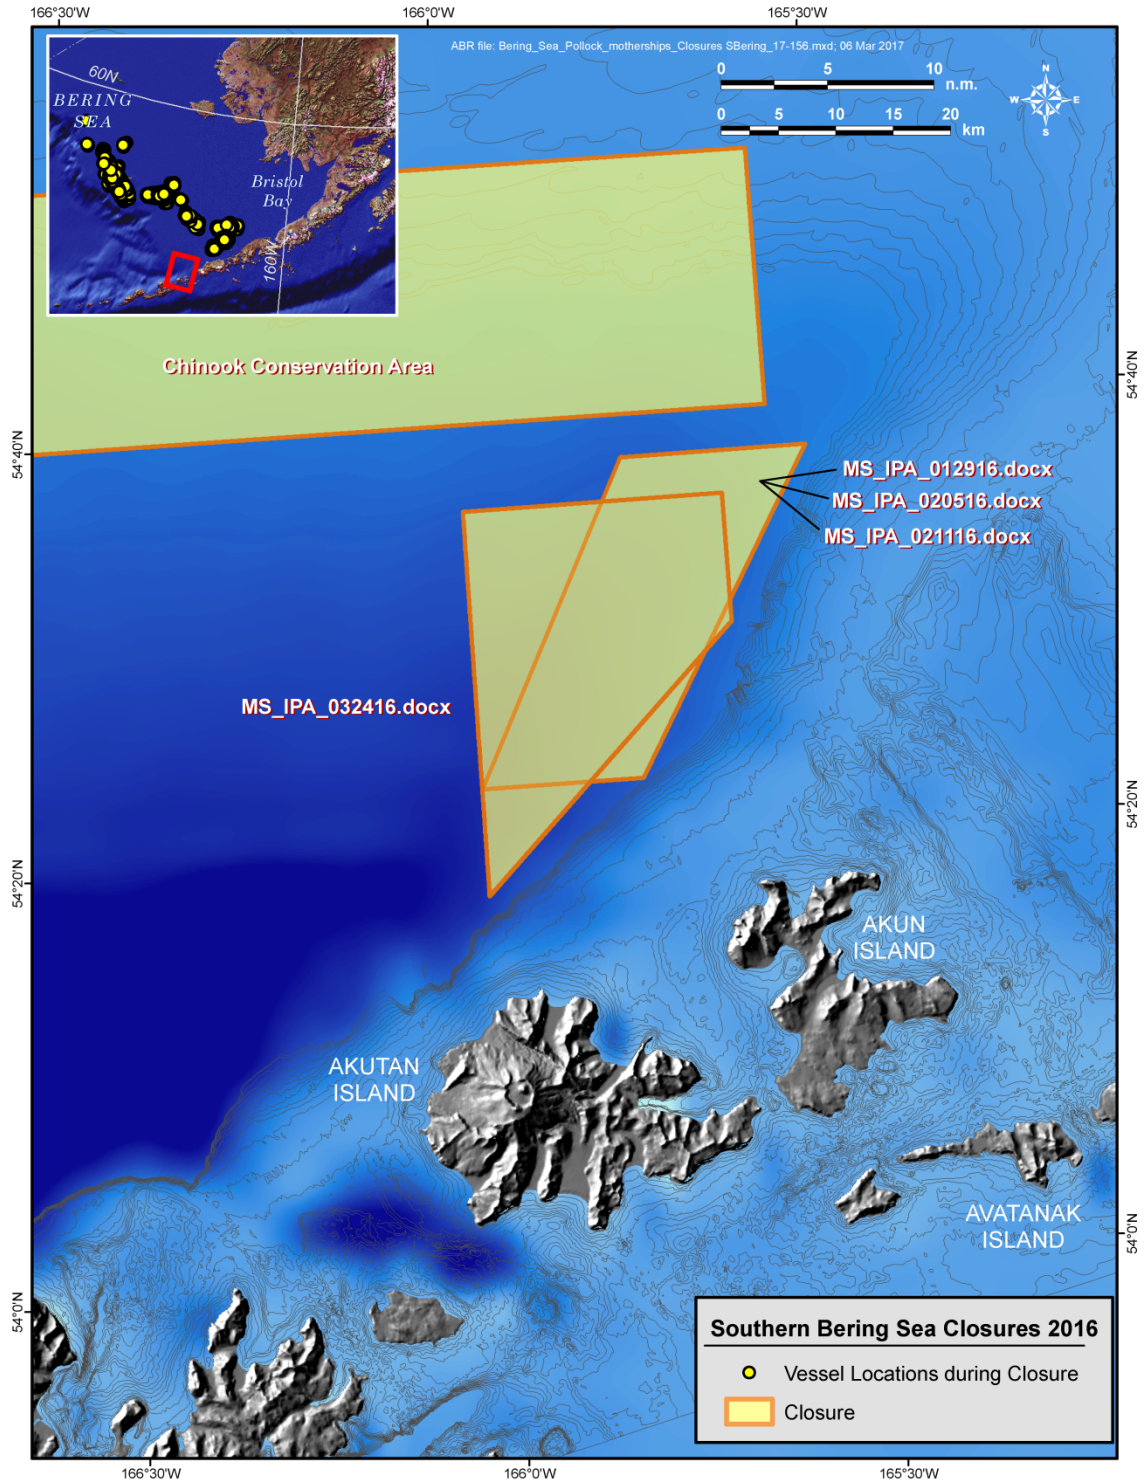 166°30'W
166°0'W
165°30'W
ABR file: Bering_Sea_Pollock_motherships_Closures SBering_17-156.mxd; 06 Mar 2017
0 5 10
n.m.
0 5 10 15 20
km
N
W E
S
60N
BERING
SEA
Bristol
Bay
160W
Chinook Conservation Area
54°40'N
54°40'N
MS_IPA_012916.docx
MS_IPA_020516.docx
MS_IPA_021116.docx
MS_IPA_032416.docx
54°20'N
54°20'N
AKUN
ISLAND
AKUTAN
ISLAND
AVATANAK
ISLAND
54°0'N
54°0'N
Southern Bering Sea Closures 2016
Vessel Locations during Closure
Closure
166°30'W
166°0'W
165°30'W